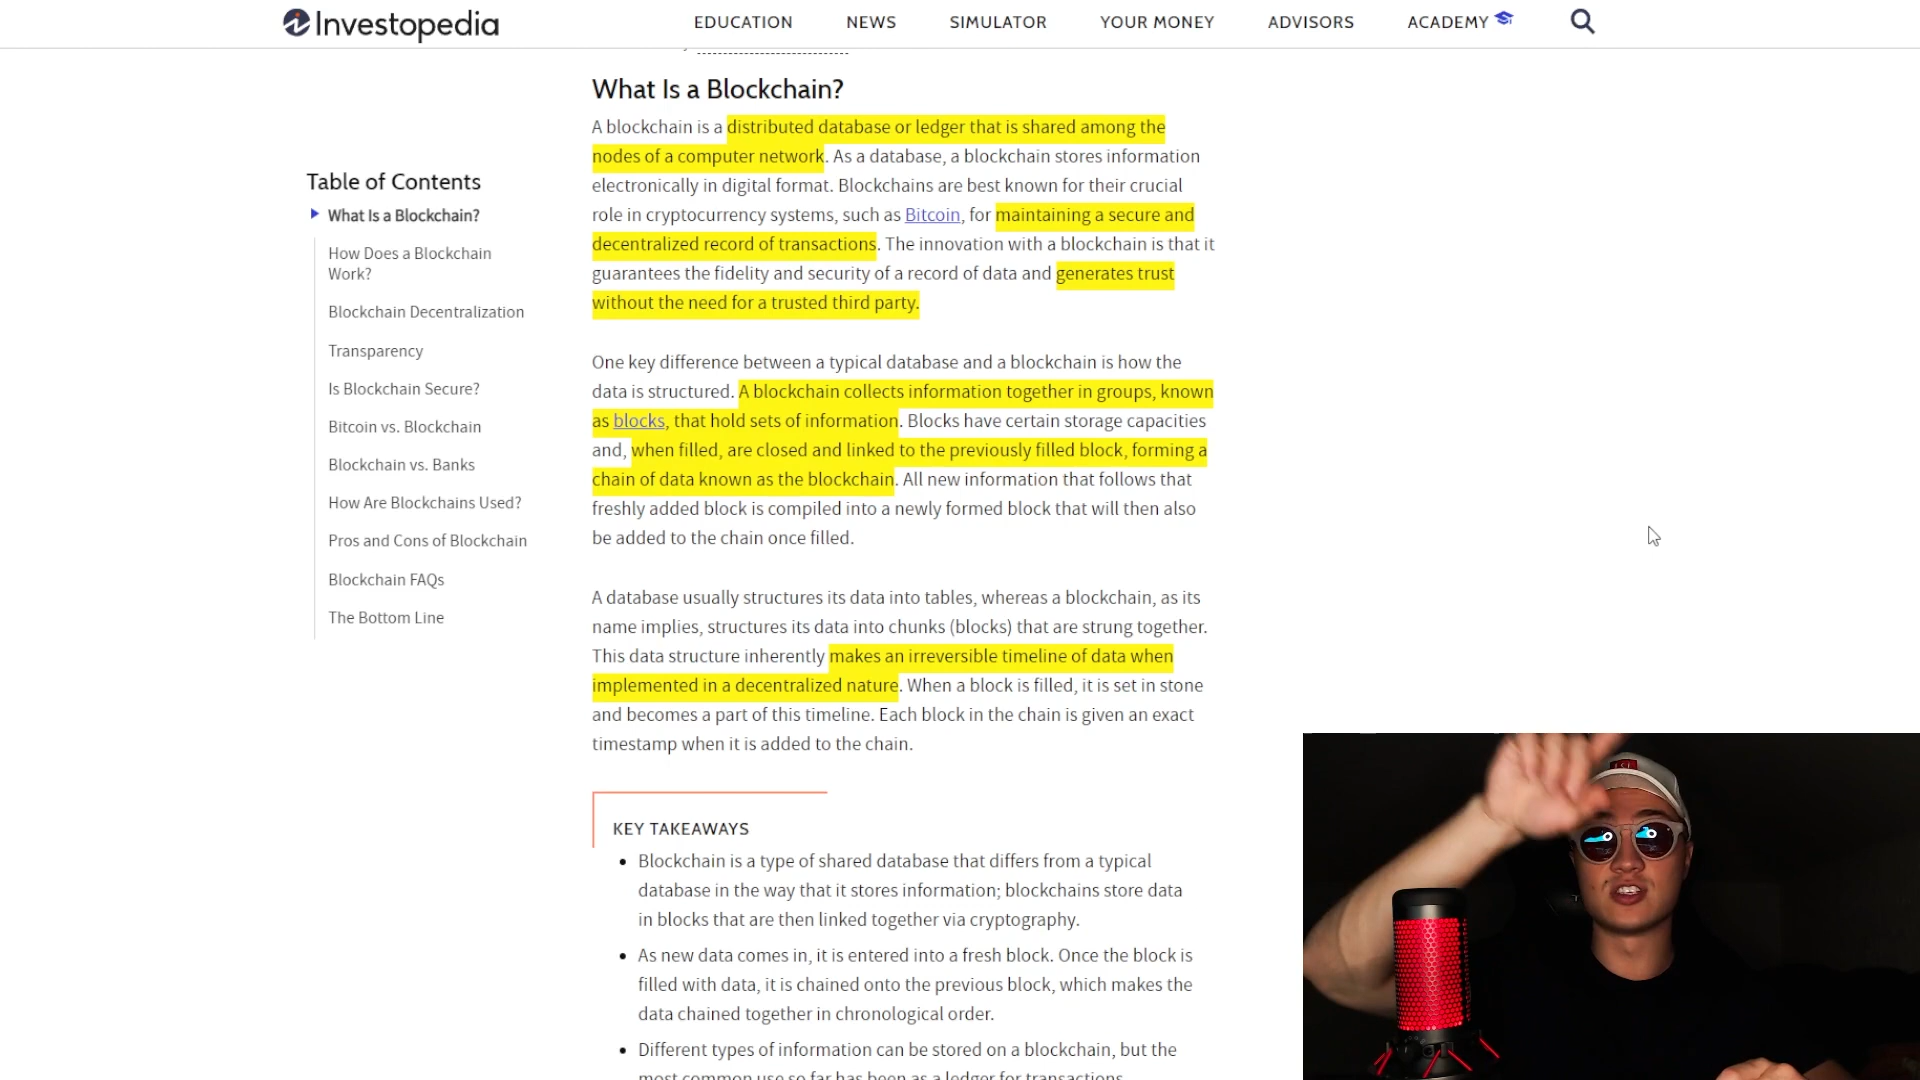 Investopedia
EDUCATION NEWS SIMULATOR YOUR MONEY ADVISORS ACADEMY
Table of Contents
What Is a Blockchain?
How Does a Blockchain
Work?
Blockchain Decentralization
Transparency
Is Blockchain Secure?
Bitcoin vs. Blockchain
Blockchain vs. Banks
How Are Blockchains Used?
Pros and Cons of Blockchain
Blockchain FAQs
The Bottom Line
What Is a Blockchain?
A blockchain is a distributed database or ledger that is shared among the
nodes of a computer network. As a database, a blockchain stores information
electronically in digital format. Blockchains are best known for their crucial
role in cryptocurrency systems, such as Bitcoin, for maintaining a secure and
decentralized record of transactions. The innovation with a blockchain is that it
guarantees the fidelity and security of a record of data and generates trust
without the need for a trusted third party.
One key difference between a typical database and a blockchain is how the
data is structured. A blockchain collects information together in groups, known
as blocks, that hold sets of information. Blocks have certain storage capacities
and, when filled, are closed and linked to the previously filled block, forming a
chain of data known as the blockchain. All new information that follows that
freshly added block is compiled into a newly formed block that will then also
be added to the chain once filled.
A database usually structures its data into tables, whereas a blockchain, as its
name implies, structures its data into chunks (blocks) that are strung together.
This data structure inherently makes an irreversible timeline of data when
implemented in a decentralized nature. When a block is filled, it is set in stone
and becomes a part of this timeline. Each block in the chain is given an exact
timestamp when it is added to the chain.
KEY TAKEAWAYS
• Blockchain is a type of shared database that differs from a typical
database in the way that it stores information; blockchains store data
in blocks that are then linked together via cryptography.
• As new data comes in, it is entered into a fresh block. Once the block is
filled with data, it is chained onto the previous block, which makes the
data chained together in chronological order.
• Different types of information can be stored on a blockchain, but the
most common use so far has been as a ledger for transactions.